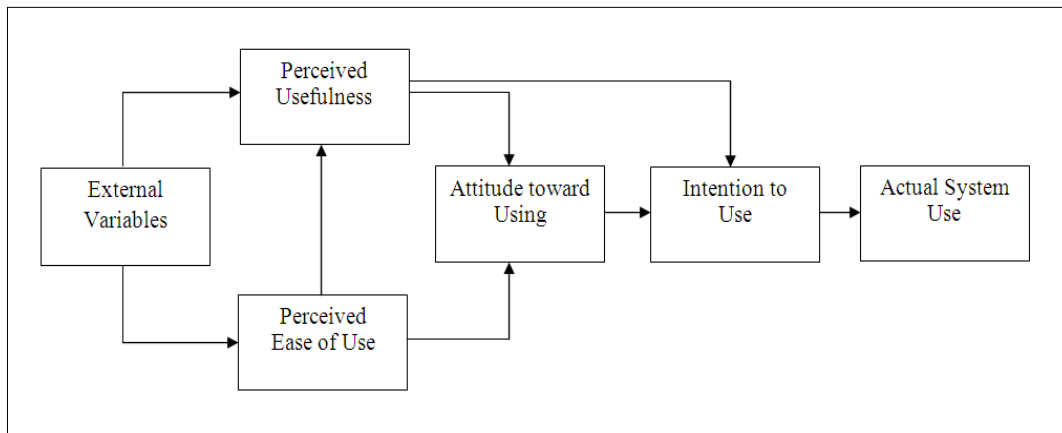 Perceived
Usefulness
External
Variables
Attitude toward
Using
Intention to
Use
Actual System
Use
Perceived
Ease of Use